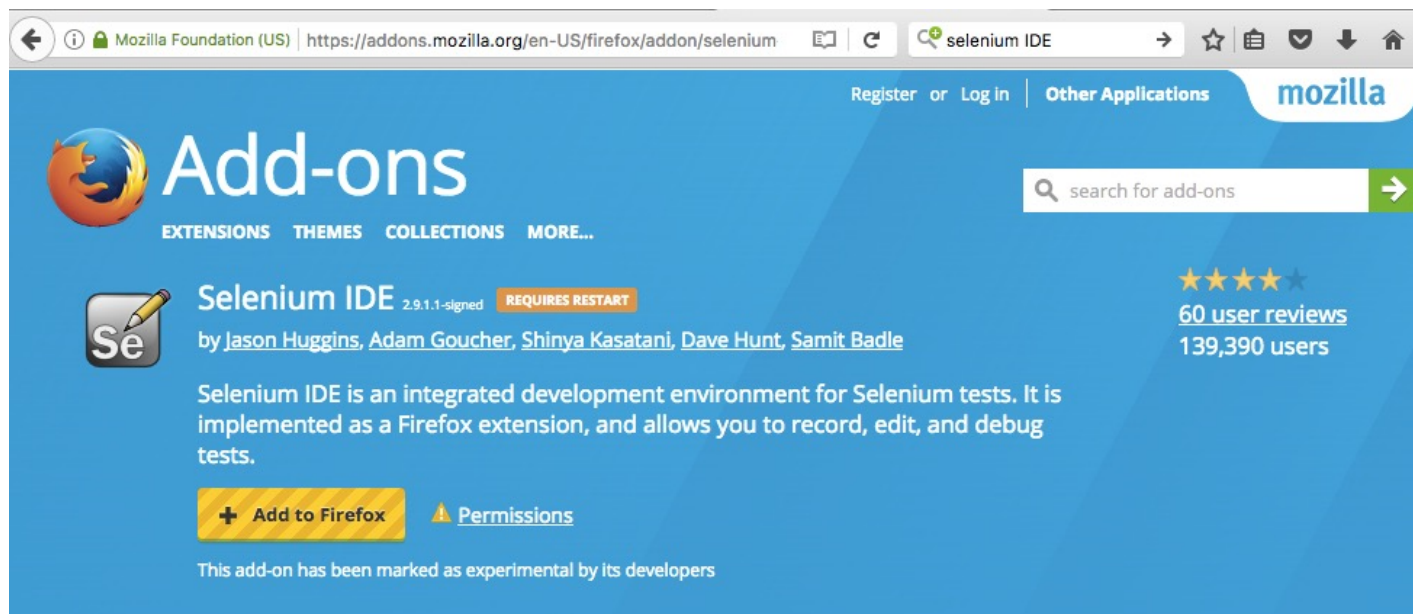 Mozilla Foundation (US) https://addons.mozilla.org/en-US/firefox/addon/selenium selenium IDE
Register or Log in Other Applications mozilla
Add-ons
search for add-ons
EXTENSIONS THEMES COLLECTIONS MORE...
Selenium IDE 2.9.1.1-signed REQUIRES RESTART
by Jason Huggins, Adam Goucher, Shinya Kasatani, Dave Hunt, Samit Badle
60 user reviews
139,390 users
Se
Selenium IDE is an integrated development environment for Selenium tests. It is
implemented as a Firefox extension, and allows you to record, edit, and debug
tests.
+ Add to Firefox Permissions
This add-on has been marked as experimental by its developers